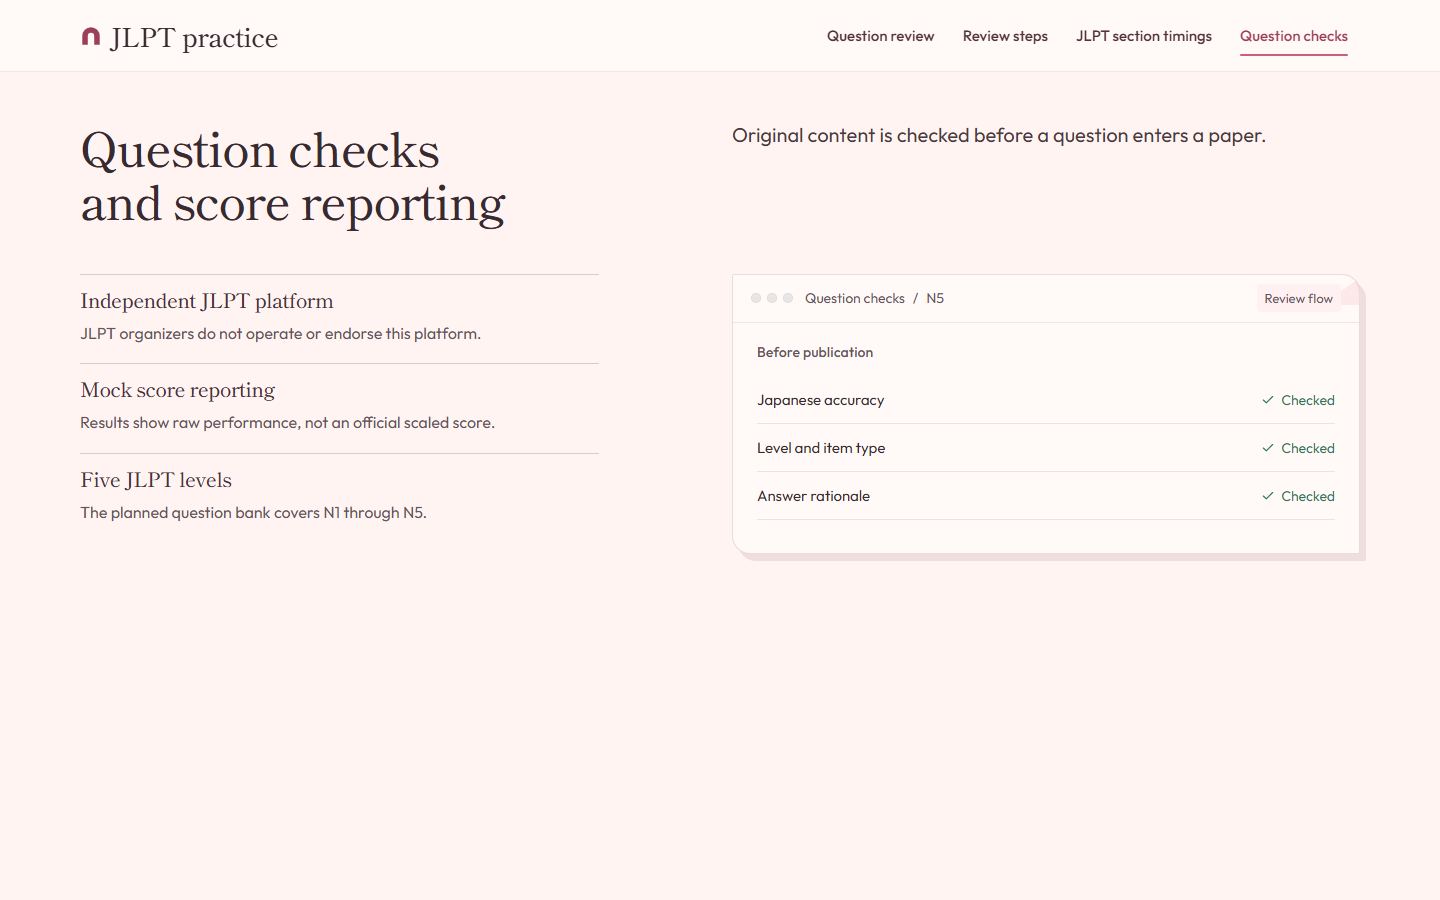 JLPT practice
Question review
Review steps
JLPT section timings
Question checks
Question checks
and score reporting
Original content is checked before a question enters a paper.
Independent JLPT platform
JLPT organizers do not operate or endorse this platform.
Mock score reporting
Results show raw performance, not an official scaled score.
Five JLPT levels
The planned question bank covers N1 through N5.
Question checks / N5
Review flow
Before publication
Japanese accuracy
Checked
Level and item type
Checked
Answer rationale
Checked